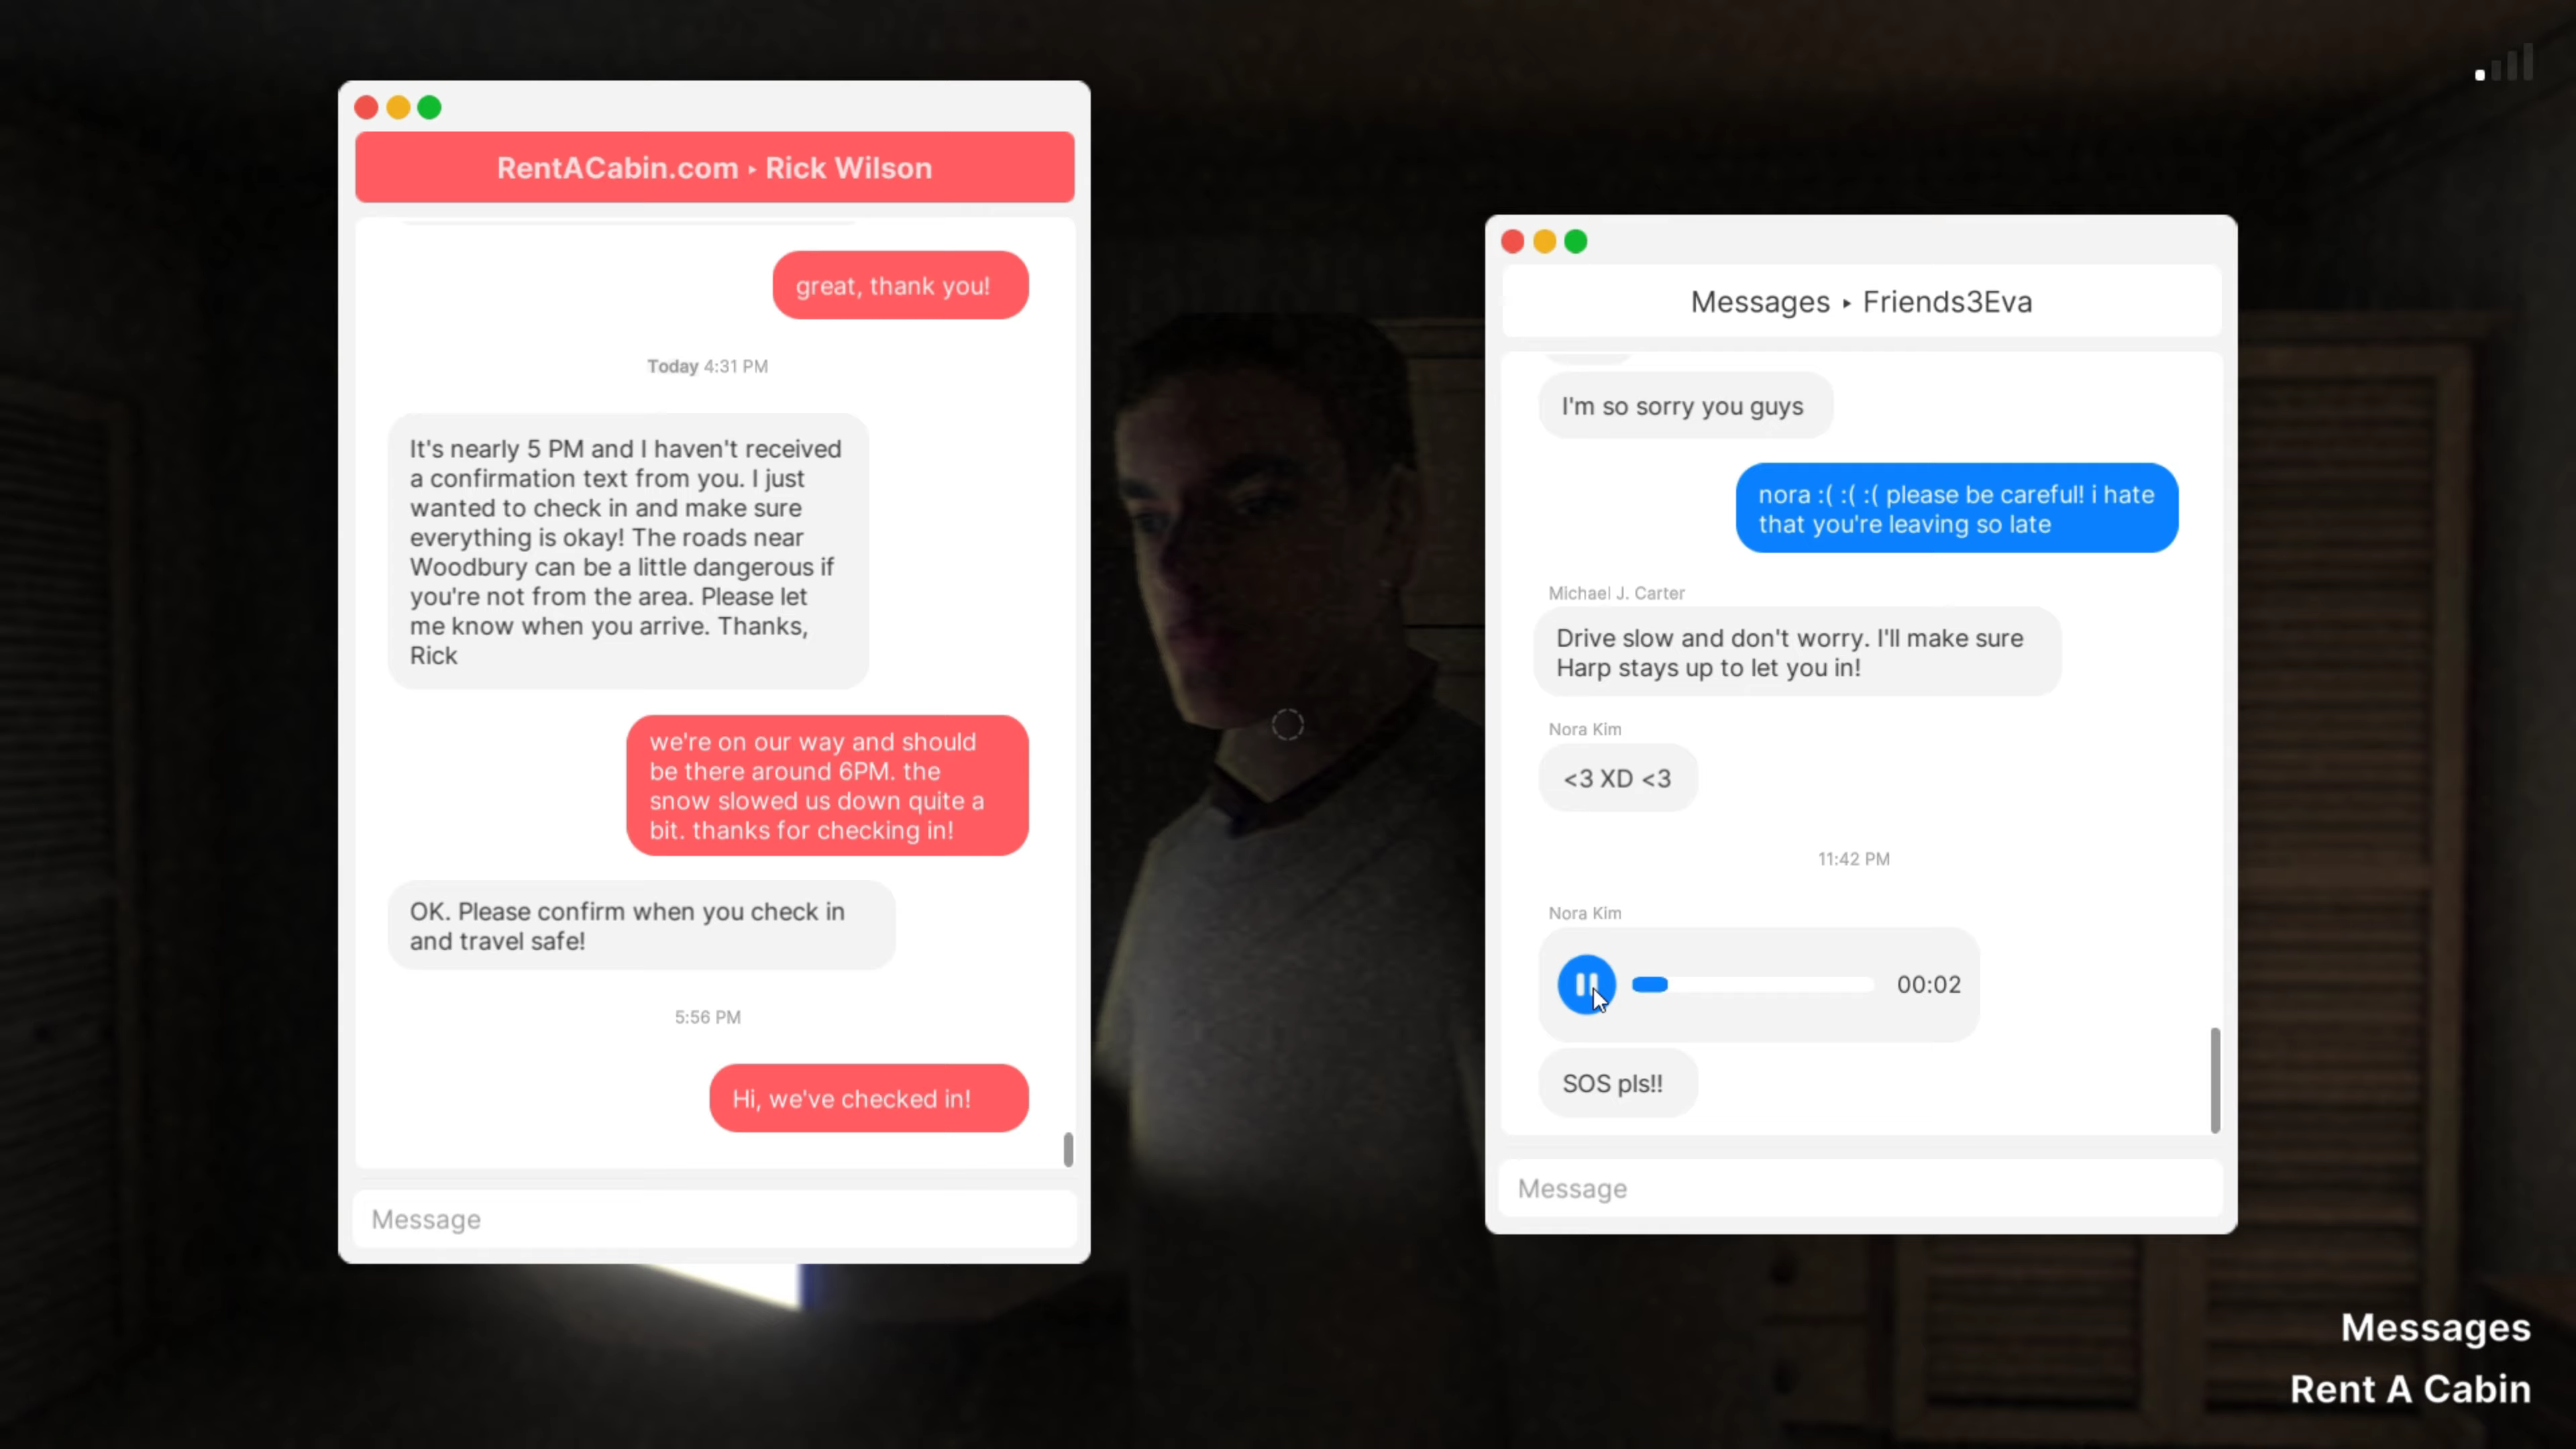 RentACabin.com ‣ Rick Wilson
great, thank you!
Today 4:31 PM
It's nearly 5 PM and I haven't received
a confirmation text from you. I just
wanted to check in and make sure
everything is okay! The roads near
Woodbury can be a little dangerous if
you're not from the area. Please let
me know when you arrive. Thanks,
Rick
we're on our way and should
be there around 6PM. the
snow slowed us down quite a
bit. thanks for checking in!
OK. Please confirm when you check in
and travel safe!
5:56 PM
Hi, we've checked in!
Message
Messages ‣ Friends3Eva
I'm so sorry you guys
nora :( :( :( please be careful! i hate
that you're leaving so late
Michael J. Carter
Drive slow and don't worry. I'll make sure
Harp stays up to let you in!
Nora Kim
<3 XD <3
11:42 PM
Nora Kim
00:02
SOS pls!!
Message
Messages
Rent A Cabin